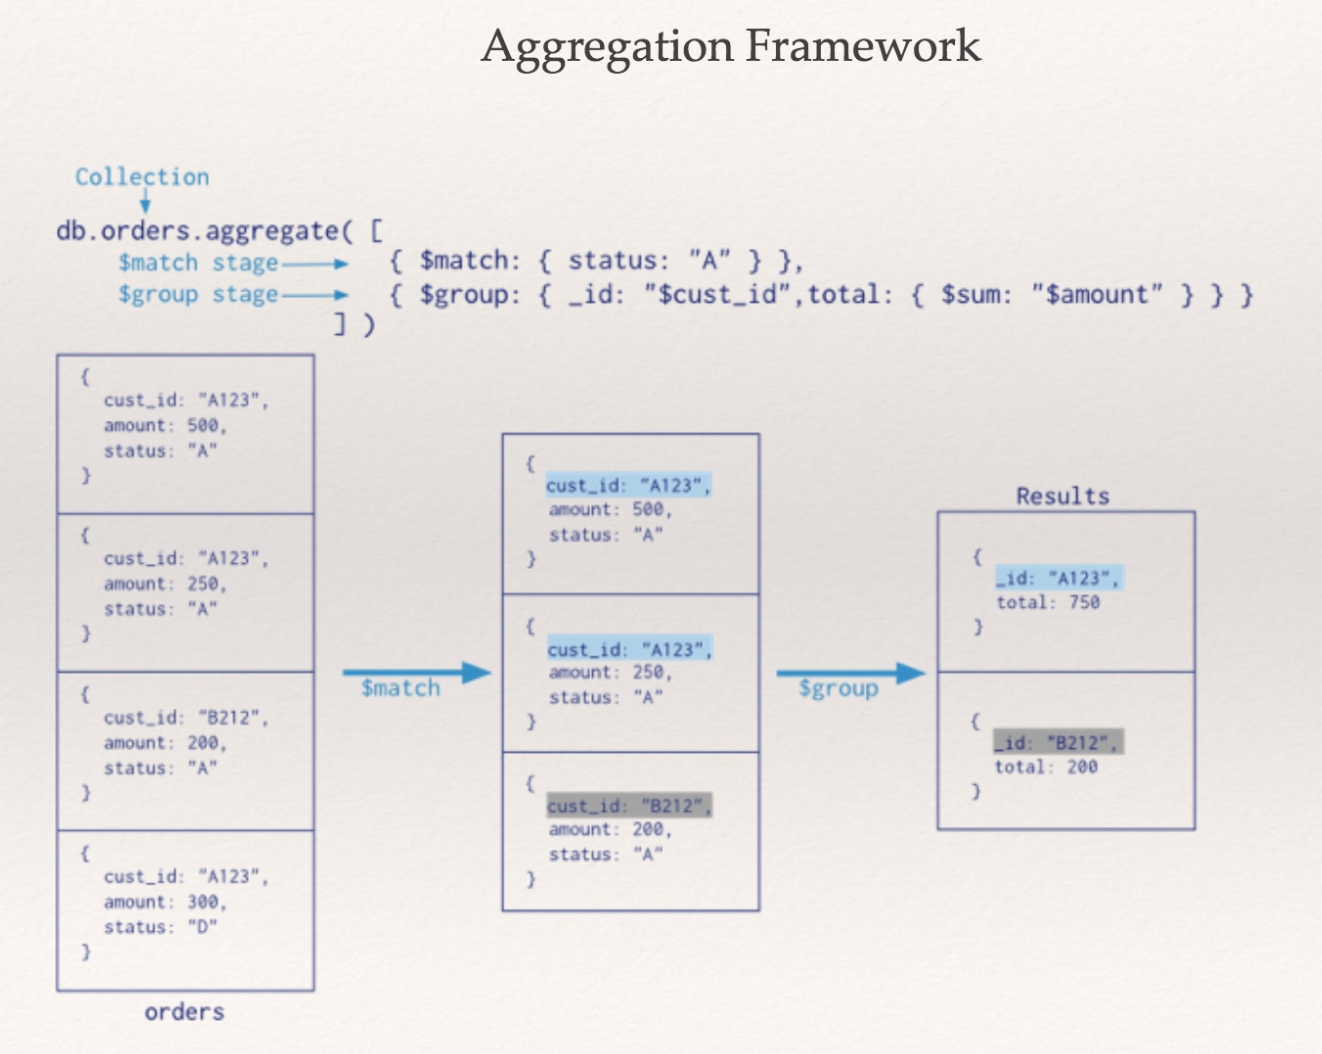 Aggregation Framework
Collection
db.orders.aggregate( [
$match stage { $match: { status: "A" } },
$group stage { $group: { _id: "$cust_id",total: { $sum: "$amount" } } }
] )
{
cust_id: "A123",
amount: 500,
status: "A"
}
{
cust_id: "A123",
amount: 250,
status: "A"
}
{
cust_id: "B212",
amount: 200,
status: "A"
}
{
cust_id: "A123",
amount: 300,
status: "D"
}
orders
$match
{
cust_id: "A123",
amount: 500,
status: "A"
}
{
cust_id: "A123",
amount: 250,
status: "A"
}
{
cust_id: "B212",
amount: 200,
status: "A"
}
$group
Results
{
_id: "A123",
total: 750
}
{
_id: "B212",
total: 200
}